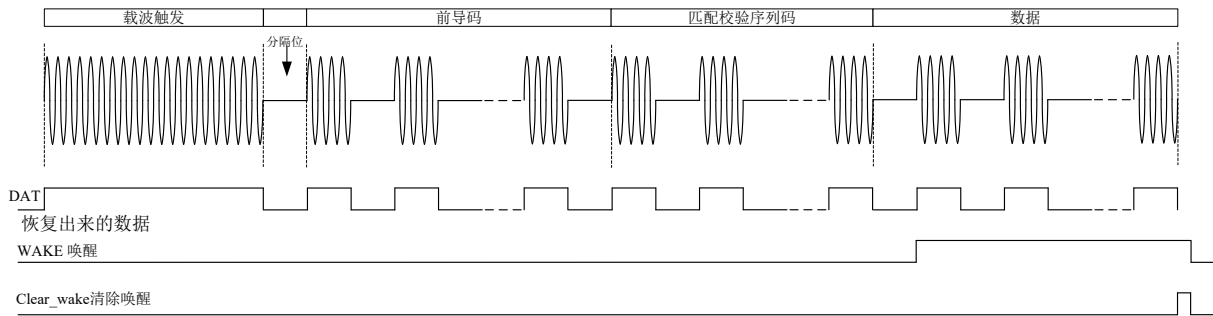 载波触发 前导码 匹配校验序列码 数据
分隔位
DAT
恢复出来的数据
WAKE 唤醒
Clear_wake清除唤醒